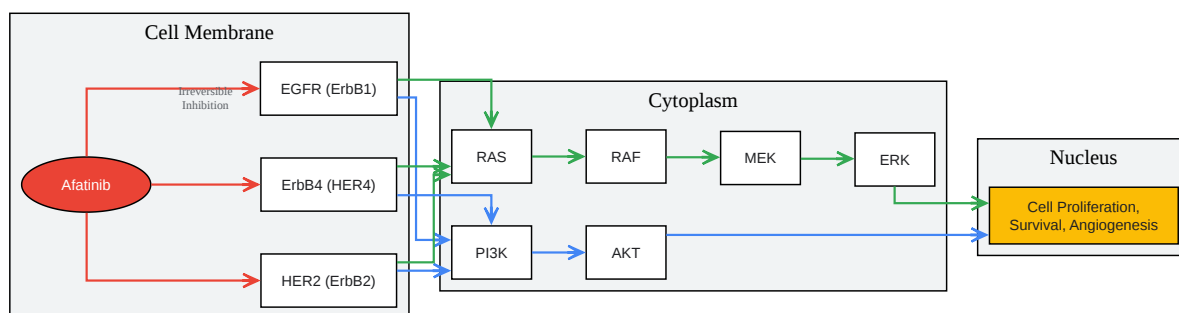 Cell Membrane
EGFR (ErbB1)
Irreversible
Inhibition
Afatinib
ErbB4 (HER4)
HER2 (ErbB2)
Cytoplasm
RAS
RAF
MEK
ERK
PI3K
AKT
Nucleus
Cell Proliferation,
Survival, Angiogenesis